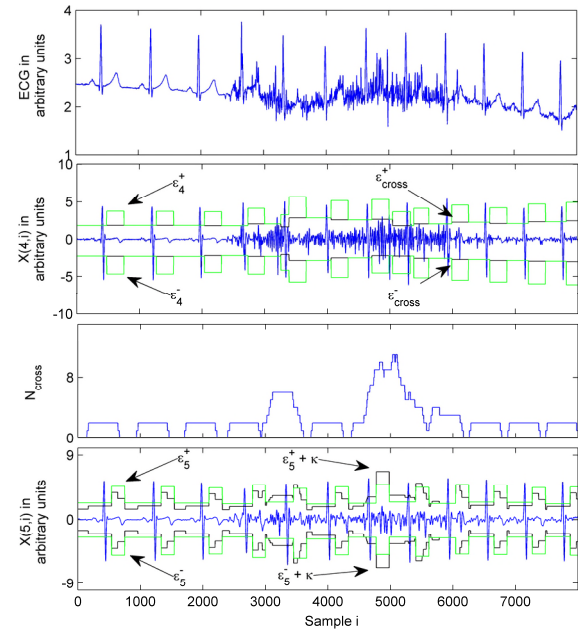 4
3
2
1
ECG in
arbitrary units
10
5
0
-5
-10
X(4,i) in
arbitrary units
ε4+
ε+cross
ε4-
ε-cross
8
0
Ncross
9
0
-9
X(5,i) in
arbitrary units
ε5+
ε5+ + κ
ε5-
ε5- + κ
0 1000 2000 3000 4000 5000 6000 7000
Sample i